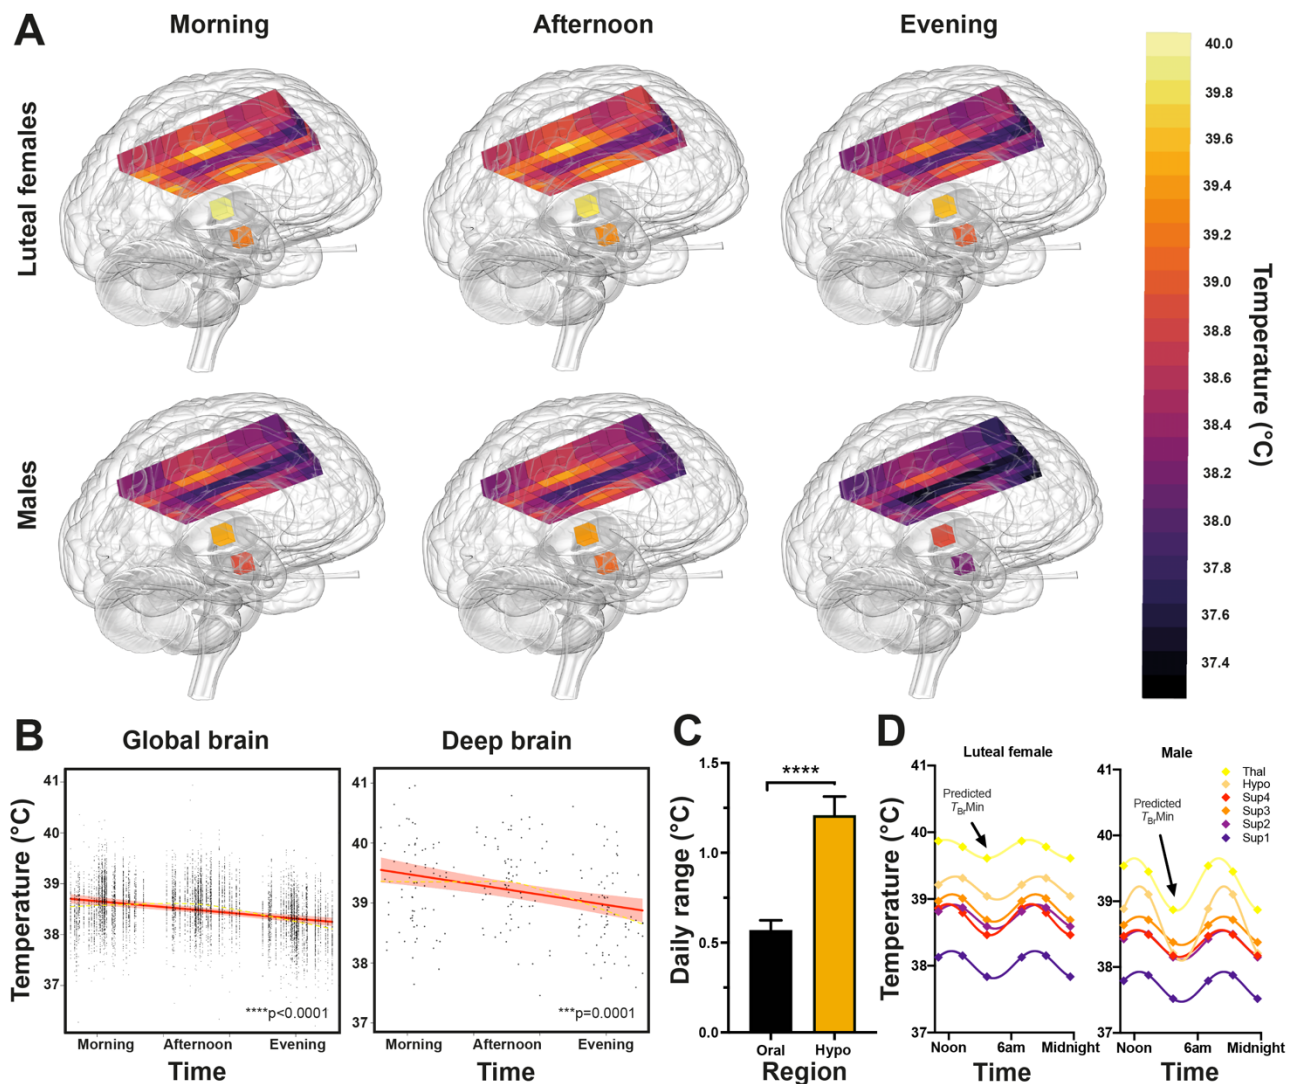 A
Morning
Afternoon
Evening
Luteal females
Males
40.0
39.8
39.6
39.4
39.2
39.0
38.8
38.6
38.4
38.2
38.0
37.8
37.6
37.4
Temperature (°C)
B
Global brain
Deep brain
Temperature (°C)
41
40
39
38
37
****p<0.0001
Morning
Afternoon
Evening
Time
41
40
39
38
37
***p=0.0001
Morning
Afternoon
Evening
Time
C
Daily range (°C)
1.5
1.0
0.5
0.0
****
Oral
Hypo
Region
D
Luteal female
Temperature (°C)
41
40
39
38
37
Predicted
TBrMin
Noon
6am
Midnight
Time
Male
41
40
39
38
37
Predicted
TBrMin
Thal
Hypo
Sup4
Sup3
Sup2
Sup1
Noon
6am
Midnight
Time